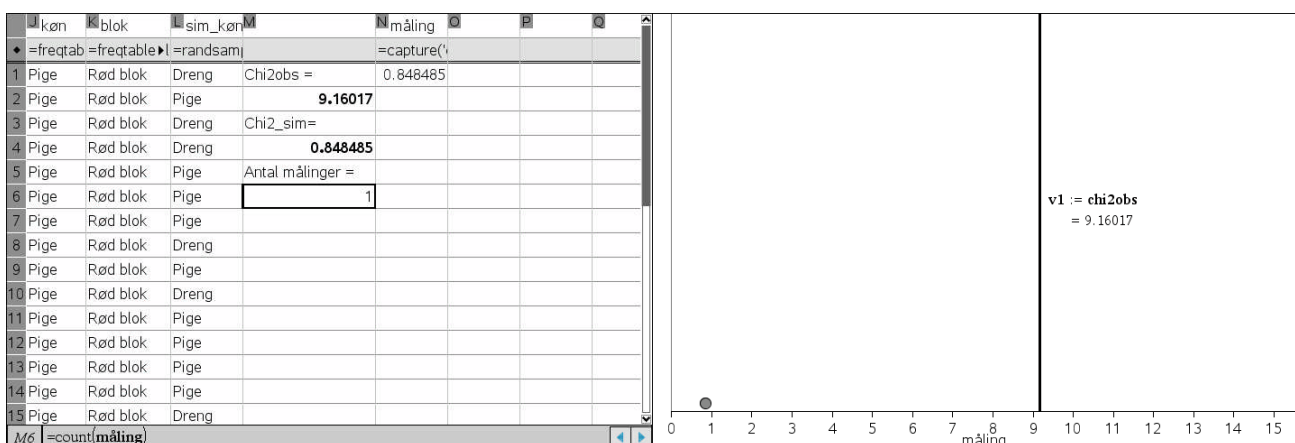 J køn K blok L sim_køn M N måling O P Q
◆ =freqtab =freqtable▸l =randsamp =capture('
1 Pige Rød blok Dreng Chi2obs = 0.848485
2 Pige Rød blok Pige 9.16017
3 Pige Rød blok Dreng Chi2_sim=
4 Pige Rød blok Dreng 0.848485
5 Pige Rød blok Pige Antal målinger =
6 Pige Rød blok Pige 1
7 Pige Rød blok Pige
8 Pige Rød blok Dreng
9 Pige Rød blok Pige
10 Pige Rød blok Dreng
11 Pige Rød blok Pige
12 Pige Rød blok Pige
13 Pige Rød blok Pige
14 Pige Rød blok Pige
15 Pige Rød blok Dreng
M6 =count(måling)
v1 := chi2obs
= 9.16017
0 1 2 3 4 5 6 7 8 9 10 11 12 13 14 15
måling